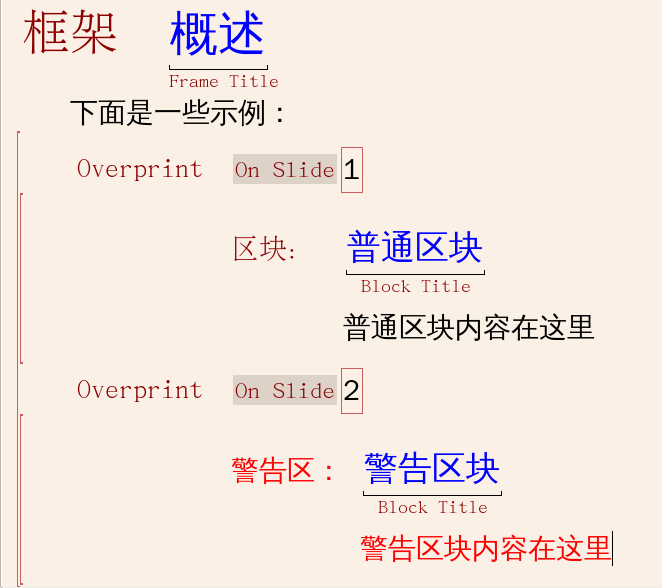 框架 概述
Frame Title
下面是一些示例：
Overprint On Slide 1
区块: 普通区块
Block Title
普通区块内容在这里
Overprint On Slide 2
警告区： 警告区块
Block Title
警告区块内容在这里